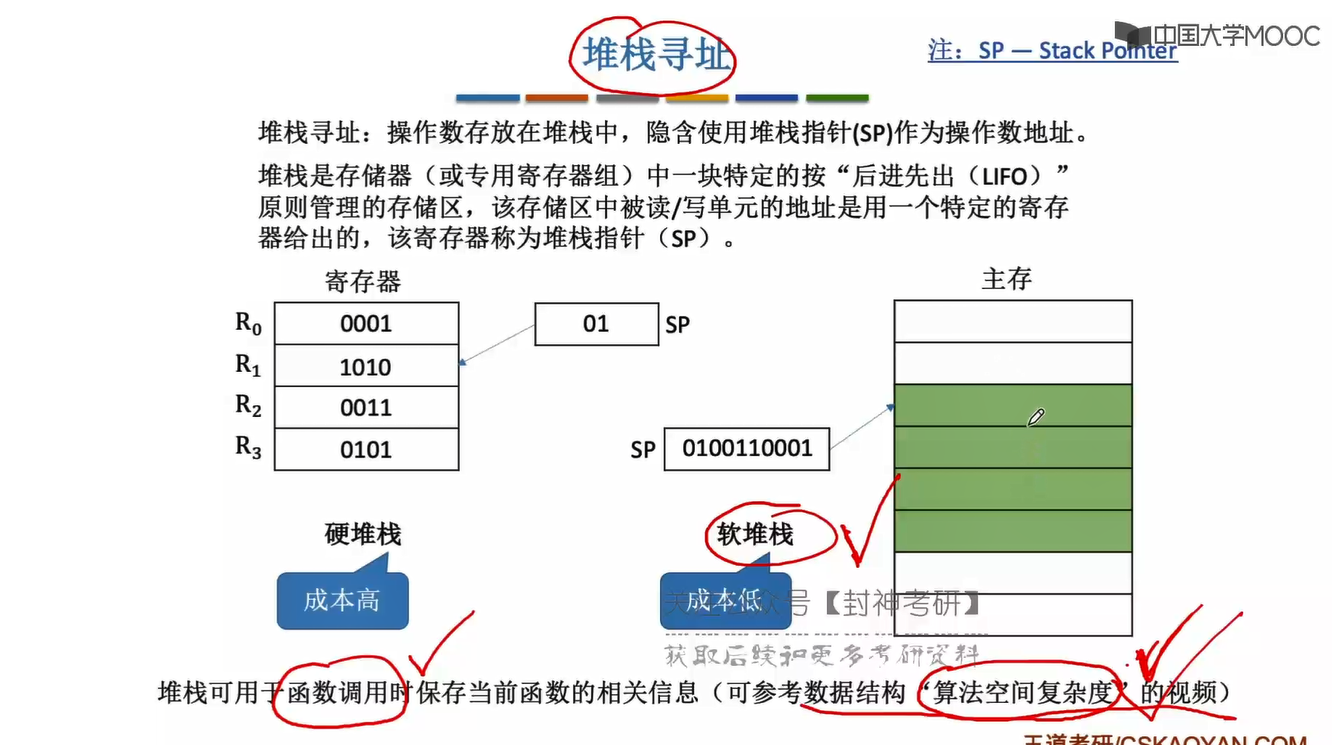 中国大学MOOC
堆栈寻址
注：SP — Stack Pointer
堆栈寻址：操作数存放在堆栈中，隐含使用堆栈指针(SP)作为操作数地址。
堆栈是存储器（或专用寄存器组）中一块特定的按“后进先出（LIFO）”
原则管理的存储区，该存储区中被读/写单元的地址是用一个特定的寄存
器给出的，该寄存器称为堆栈指针（SP）。
寄存器
主存
R0 0001
01 SP
R1 1010
R2 0011
R3 0101
SP 0100110001
硬堆栈
软堆栈
成本高
成本低
公众号【封神考研】
获取后续和更多考研资料
堆栈可用于函数调用时保存当前函数的相关信息（可参考数据结构“算法空间复杂度”的视频）
王道考研/CSKAOYAN.COM